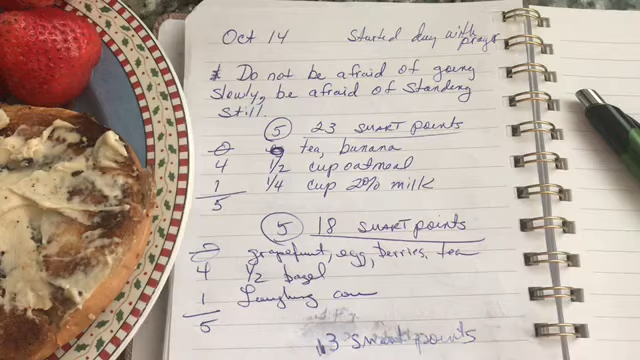 Oct 14 Started day with prayer
* Do not be afraid of going
slowly, be afraid of standing
still.
5 23 SMART POINTS
0 tea, banana
4 1/2 cup oatmeal
1 1/4 cup 2% milk
5
5 18 SMART POINTS
0 grapefruit, egg, berries, tea
4 1/2 bagel
1 Laughing cow
5
13 Smart points